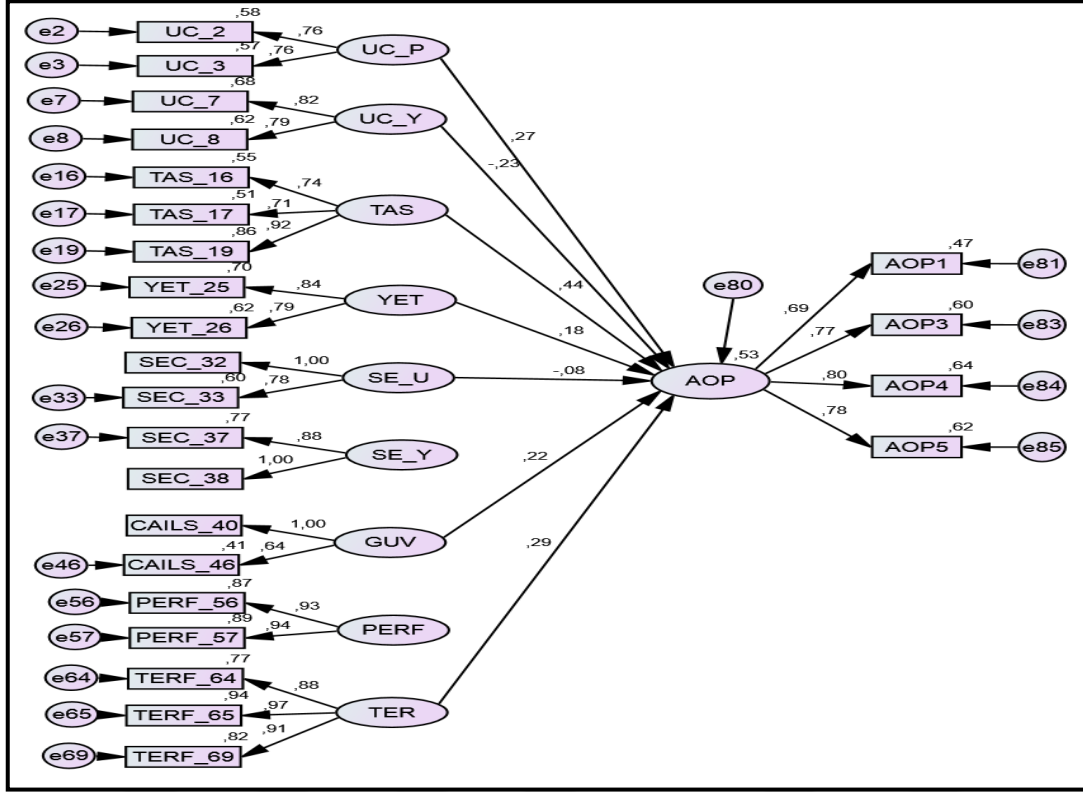 ,58
e2 UC_2 ,76
UC_P
,57
e3 UC_3 ,76
,68
e7 UC_7 ,82
UC_Y
,62
e8 UC_8 ,79
,27
-,23
,55
e16 TAS_16 ,74
,51
e17 TAS_17 ,71
TAS
,86
e19 TAS_19 ,92
,44
,70
e25 YET_25 ,84
YET
,62
e26 YET_26 ,79
,18
SEC_32 1,00
SE_U
,60
e33 SEC_33 ,78
-,08
,77
e37 SEC_37 ,88
SE_Y
SEC_38 1,00
CAILS_40 1,00
GUV
,41
e46 CAILS_46 ,64
,22
,87
e56 PERF_56 ,93
PERF
,89
e57 PERF_57 ,94
,77
e64 TERF_64 ,88
,94
e65 TERF_65 ,97
TER
,82
e69 TERF_69 ,91
,29
e80
,53
AOP
,47
,69 AOP1 e81
,60
,77 AOP3 e83
,64
,80 AOP4 e84
,62
,78 AOP5 e85